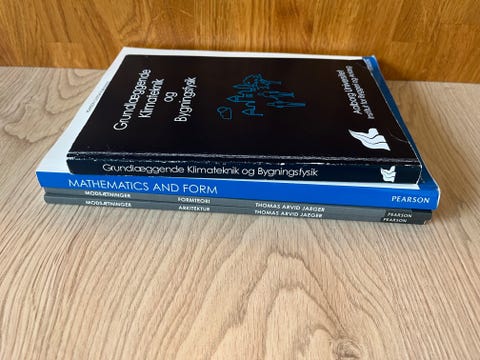 Grundlæggende
Klimateknik
og
Bygningsfysik
Aalborg Universitet
Grundlæggende Klimateknik og Bygningsfysik
MATHEMATICS AND FORM
PEARSON
MODSÆTNINGER FORMTEORI THOMAS ARVID JAEGER PEARSON
MODSÆTNINGER ARKITEKTUR THOMAS ARVID JAEGER PEARSON